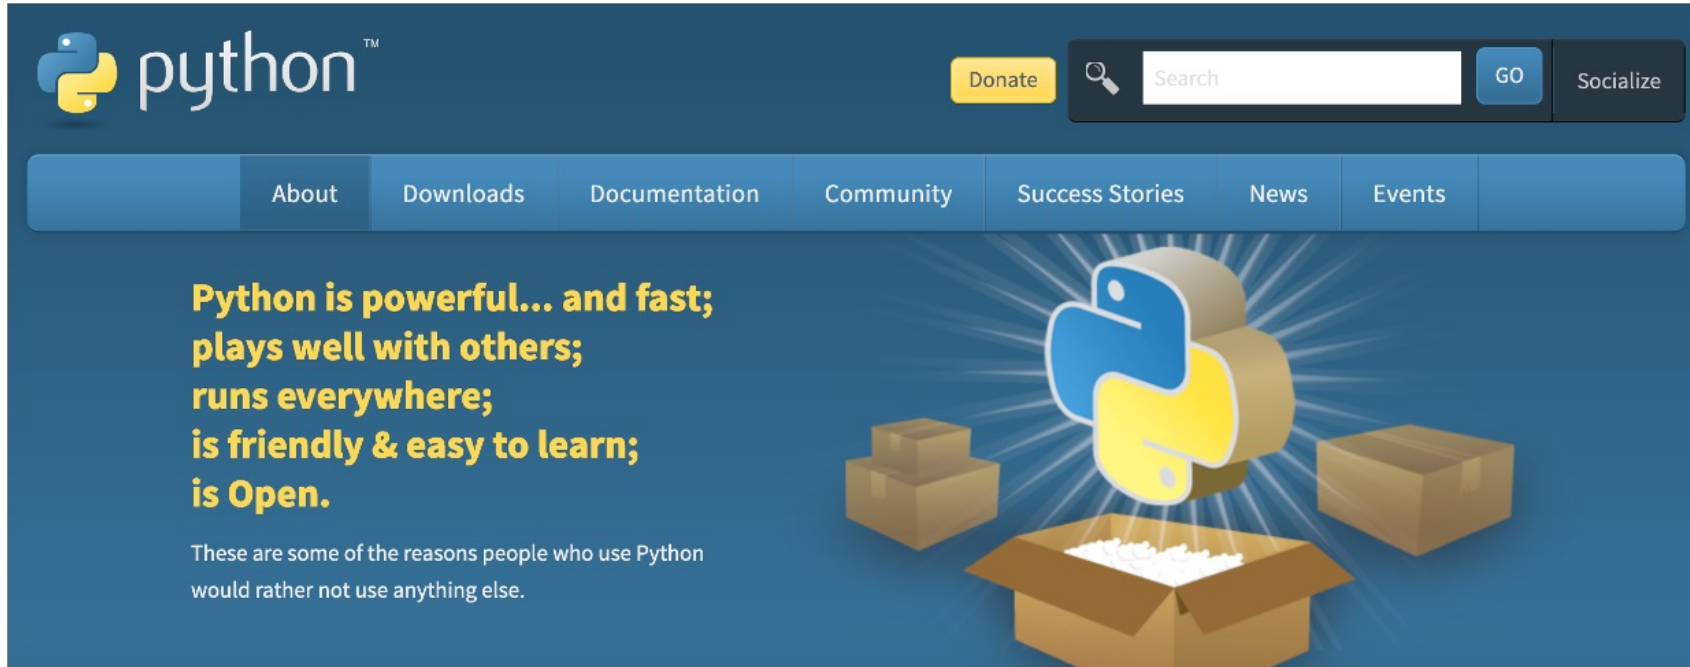 python™
Donate
Search
GO
Socialize
About Downloads Documentation Community Success Stories News Events
Python is powerful... and fast;
plays well with others;
runs everywhere;
is friendly & easy to learn;
is Open.
These are some of the reasons people who use Python
would rather not use anything else.